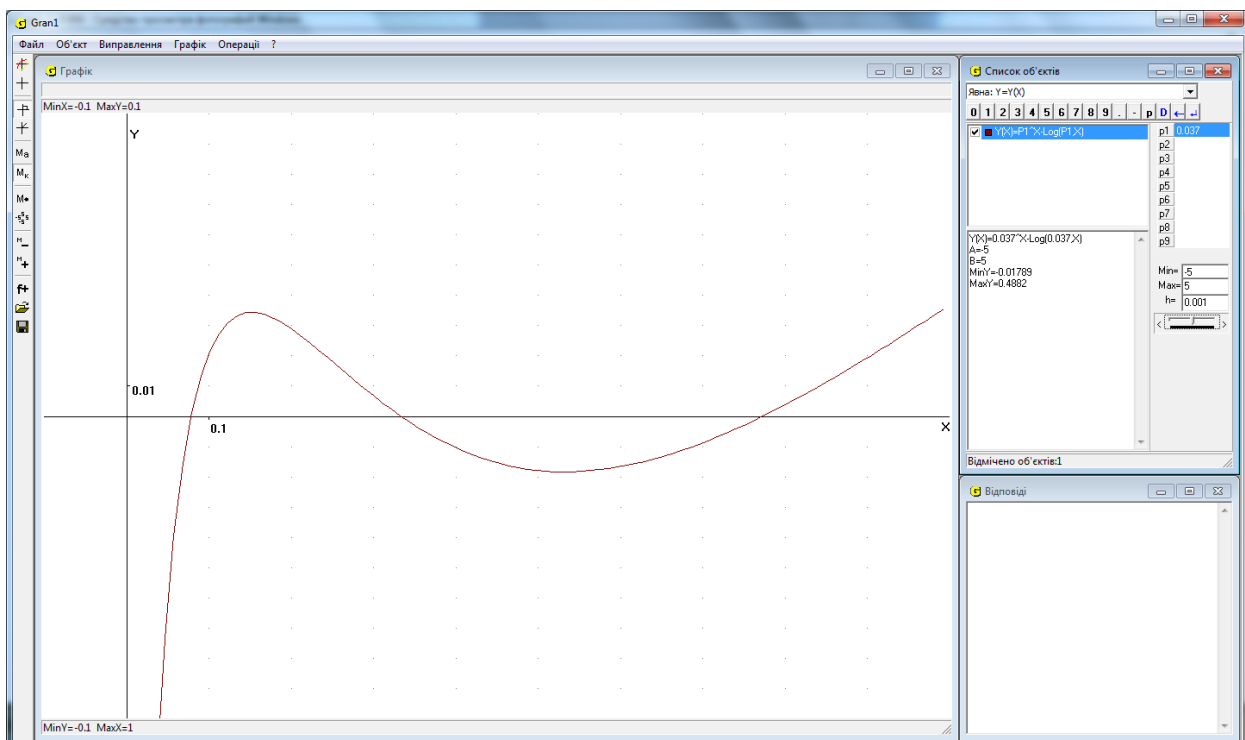 Gran1
Файл Об'єкт Виправлення Графік Операції ?
Графік
MinX=-0.1 MaxY=0.1
Y
0.01
0.1
X
MinY=-0.1 MaxX=1
Ma
Мк
M
M
M
f+
Список об'єктів
Явна: Y=Y(X)
0 1 2 3 4 5 6 7 8 9 . - p D
Y(X)=P1^X-Log(P1,X)
p1 0.037
p2
p3
p4
p5
p6
p7
p8
p9
Y(X)=0.037^X-Log(0.037,X)
A=-5
B=5
MinY=-0.01789
MaxY=0.4882
Min= -5
Max= 5
h= 0.001
Відмічено об'єктів:1
Відповіді